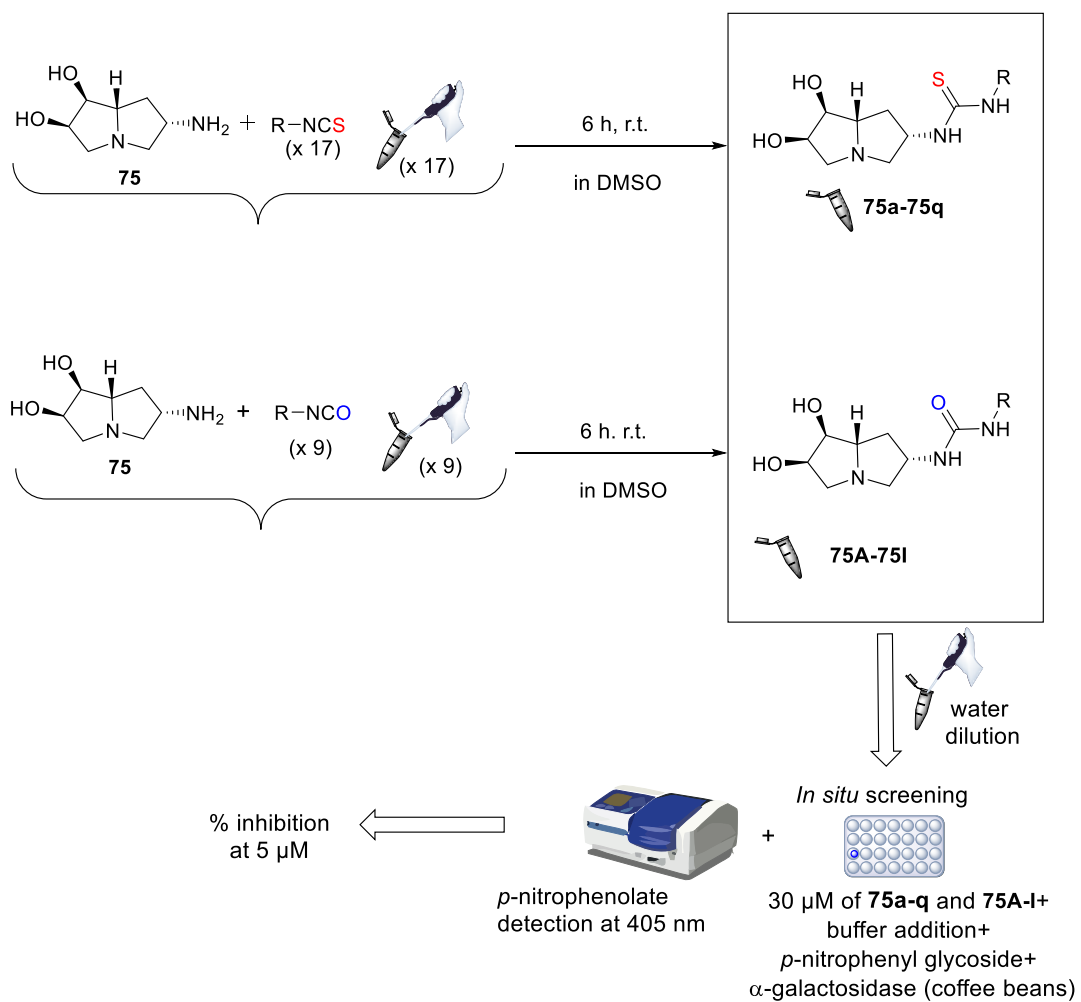 HO H
HO NH2 + R–NCS
N (x 17) (x 17)
75
6 h, r.t.
in DMSO
HO H S R
NH
HO NH
N
75a-75q
HO H
HO NH2 + R–NCO
N (x 9) (x 9)
75
6 h. r.t.
in DMSO
HO H O R
NH
HO NH
N
75A-75I
water
dilution
In situ screening
+
30 µM of 75a-q and 75A-I+
buffer addition+
p-nitrophenyl glycoside+
α-galactosidase (coffee beans)
p-nitrophenolate
detection at 405 nm
% inhibition
at 5 µM